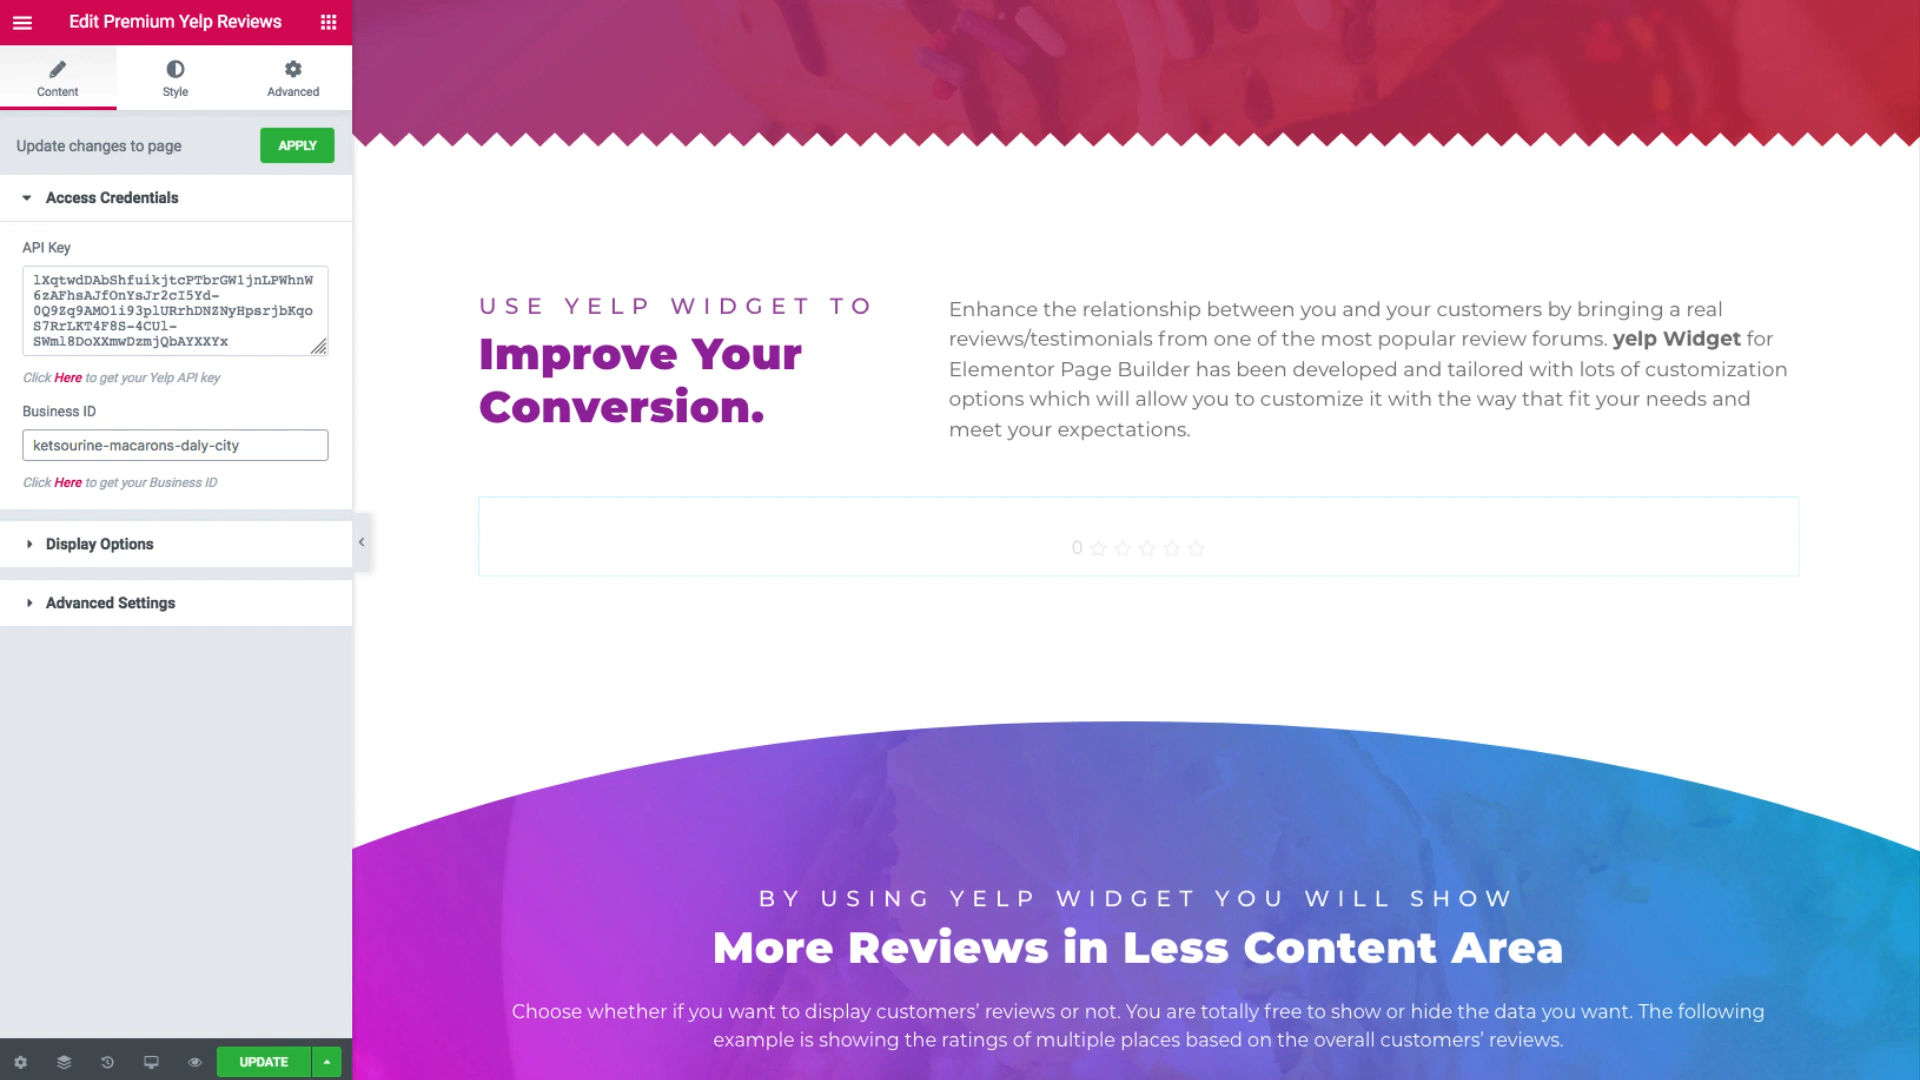 Edit Premium Yelp Reviews
Content
Style
Advanced
Update changes to page
APPLY
Access Credentials
API Key
lXqtwdDAbShfuikjtcPTbrGW1jnLPWhnW
6zAFhsAJfOnYsJr2cI5Yd-
0Q9Zq9AMO1i93plURrhDNZNyHpsrjbKqo
S7RrLKT4F8S-4CUl-
SWml8DoXXmwDzmjQbAYXXYx
Click Here to get your Yelp API key
Business ID
ketsourine-macarons-daly-city
Click Here to get your Business ID
Display Options
Advanced Settings
UPDATE
USE YELP WIDGET TO
Improve Your
Conversion.
Enhance the relationship between you and your customers by bringing a real
reviews/testimonials from one of the most popular review forums. yelp Widget for
Elementor Page Builder has been developed and tailored with lots of customization
options which will allow you to customize it with the way that fit your needs and
meet your expectations.
0
BY USING YELP WIDGET YOU WILL SHOW
More Reviews in Less Content Area
Choose whether if you want to display customers’ reviews or not. You are totally free to show or hide the data you want. The following
example is showing the ratings of multiple places based on the overall customers’ reviews.